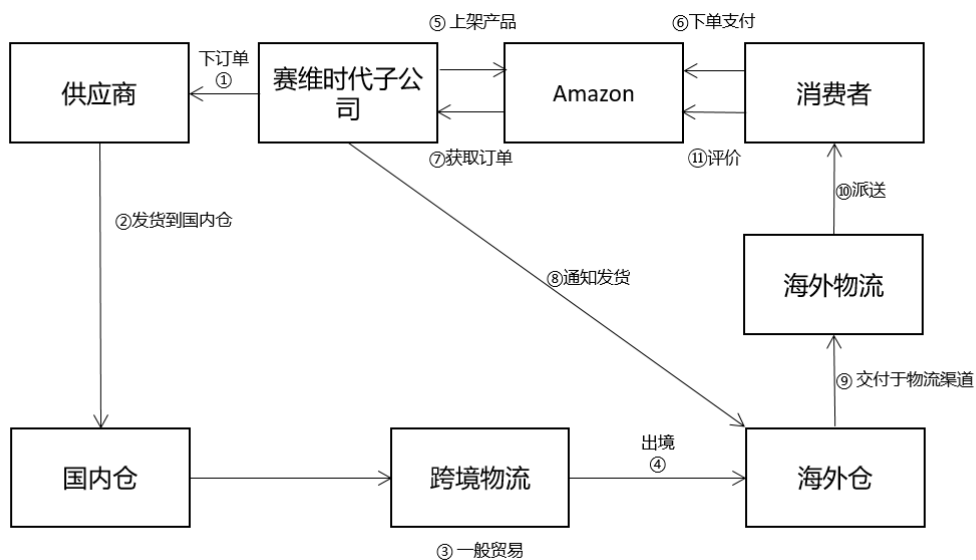 ⑤ 上架产品
⑥下单支付
下订单
①
供应商
赛维时代子公
司
Amazon
消费者
⑦获取订单
⑪评价
⑩派送
②发货到国内仓
⑧通知发货
海外物流
⑨ 交付于物流渠道
出境
④
国内仓
跨境物流
海外仓
③ 一般贸易